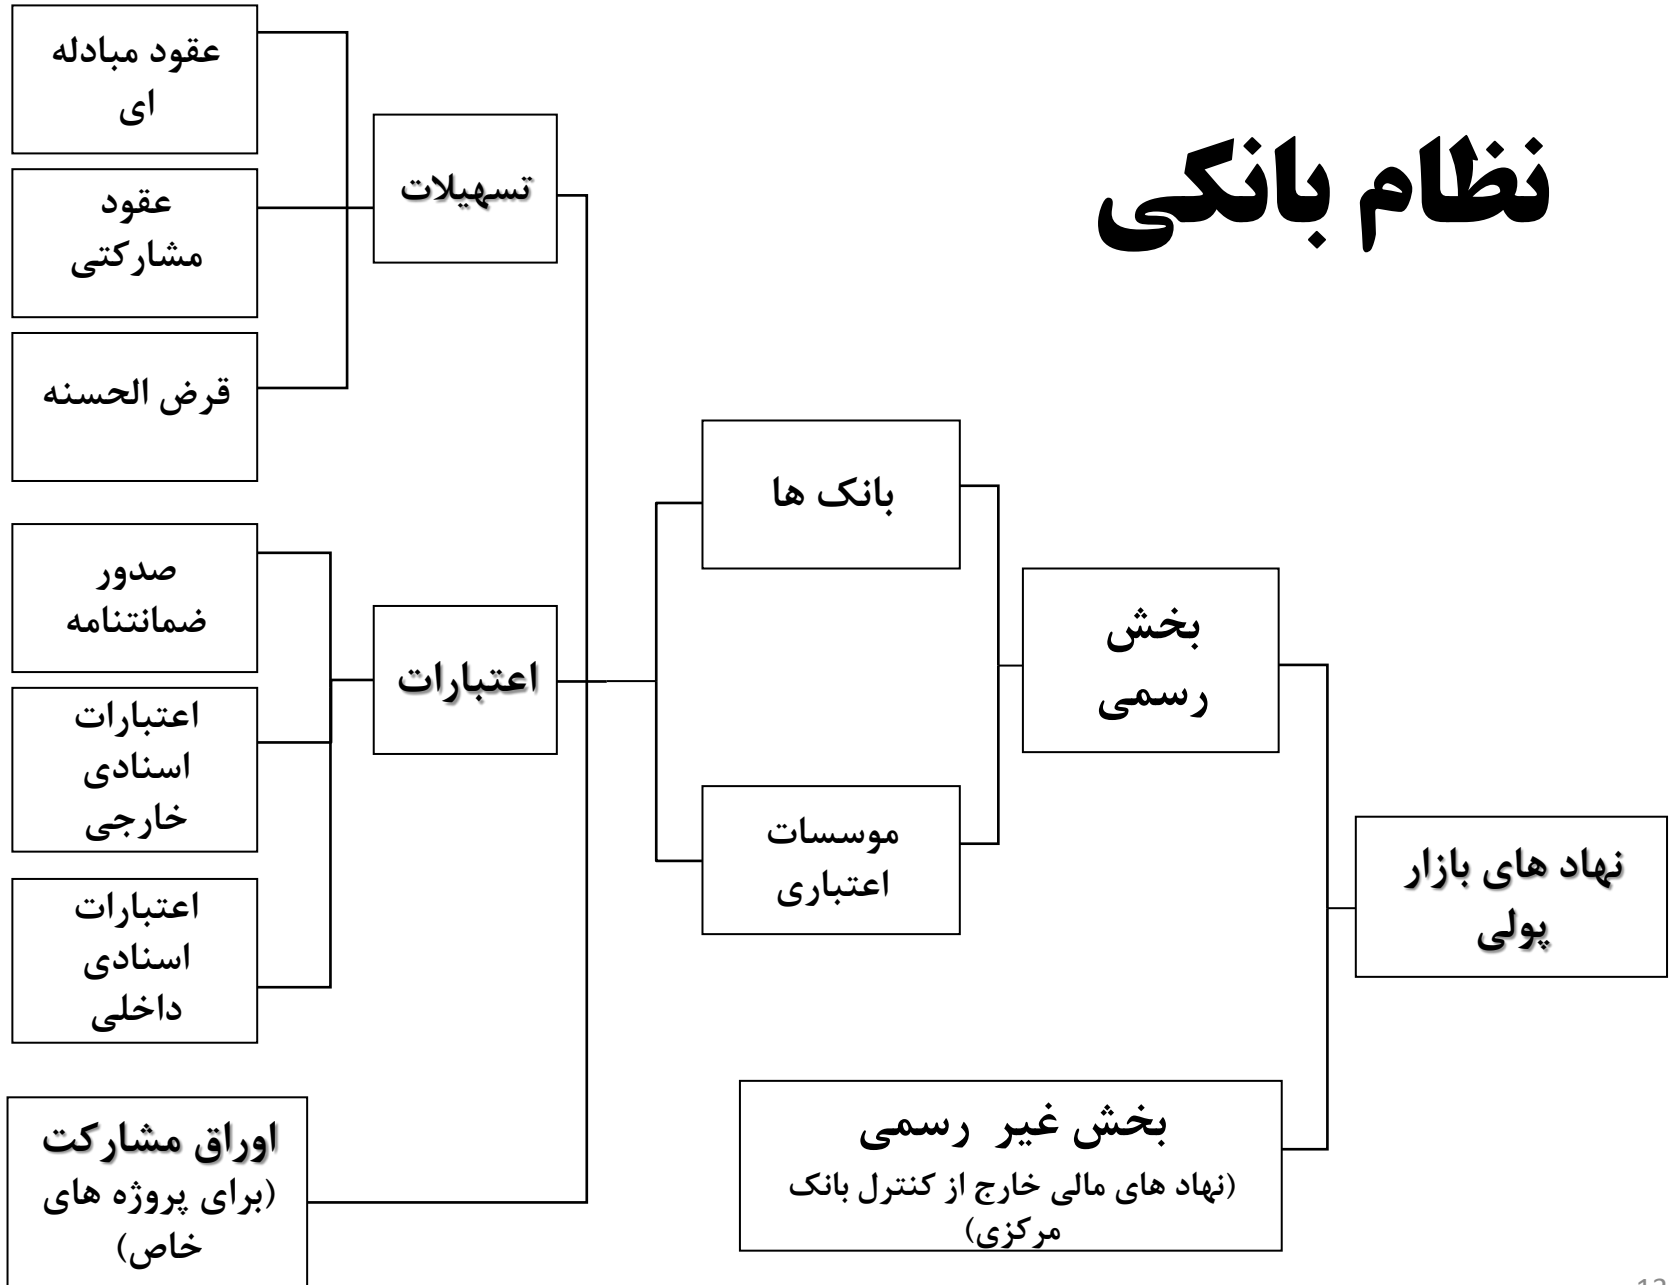 نظام بانکی
نهاد های بازار
پولی
بخش
رسمی
بخش غیر رسمی
(نهاد های مالی خارج از کنترل بانک
مرکزی)
بانک ها
موسسات
اعتباری
تسهیلات
اعتبارات
عقود مبادله
ای
عقود
مشارکتی
قرض الحسنه
صدور
ضمانتنامه
اعتبارات
اسنادی
خارجی
اعتبارات
اسنادی
داخلی
اوراق مشارکت
(برای پروژه های
خاص)